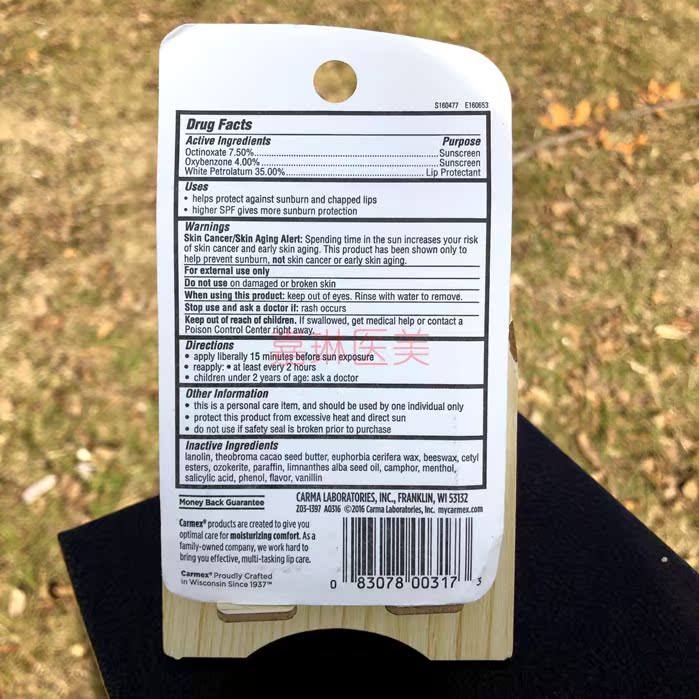 S160477 E160653
Drug Facts
Active Ingredients Purpose
Octinoxate 7.50%..........Sunscreen
Oxybenzone 4.00%..........Sunscreen
White Petrolatum 35.00%..........Lip Protectant
Uses
• helps protect against sunburn and chapped lips
• higher SPF gives more sunburn protection
Warnings
Skin Cancer/Skin Aging Alert: Spending time in the sun increases your risk
of skin cancer and early skin aging. This product has been shown only to
help prevent sunburn, not skin cancer or early skin aging.
For external use only
Do not use on damaged or broken skin
When using this product: keep out of eyes. Rinse with water to remove.
Stop use and ask a doctor if: rash occurs
Keep out of reach of children. If swallowed, get medical help or contact a
Poison Control Center right away.
嘉琳医美
Directions
• apply liberally 15 minutes before sun exposure
• reapply: • at least every 2 hours
• children under 2 years of age: ask a doctor
Other Information
• this is a personal care item, and should be used by one individual only
• protect this product from excessive heat and direct sun
• do not use if safety seal is broken prior to purchase
Inactive Ingredients
lanolin, theobroma cacao seed butter, euphorbia cerifera wax, beeswax, cetyl
esters, ozokerite, paraffin, limnanthes alba seed oil, camphor, menthol,
salicylic acid, phenol, flavor, vanillin
Money Back Guarantee
CARMA LABORATORIES, INC., FRANKLIN, WI 53132
Z03-1397 A0316 ©2016 Carma Laboratories, Inc. mycarmex.com
Carmex® products are created to give you
optimal care for moisturizing comfort. As a
family-owned company, we work hard to
bring you effective, multi-tasking lip care.
Carmex® Proudly Crafted
in Wisconsin Since 1937™
0 83078 00317 3